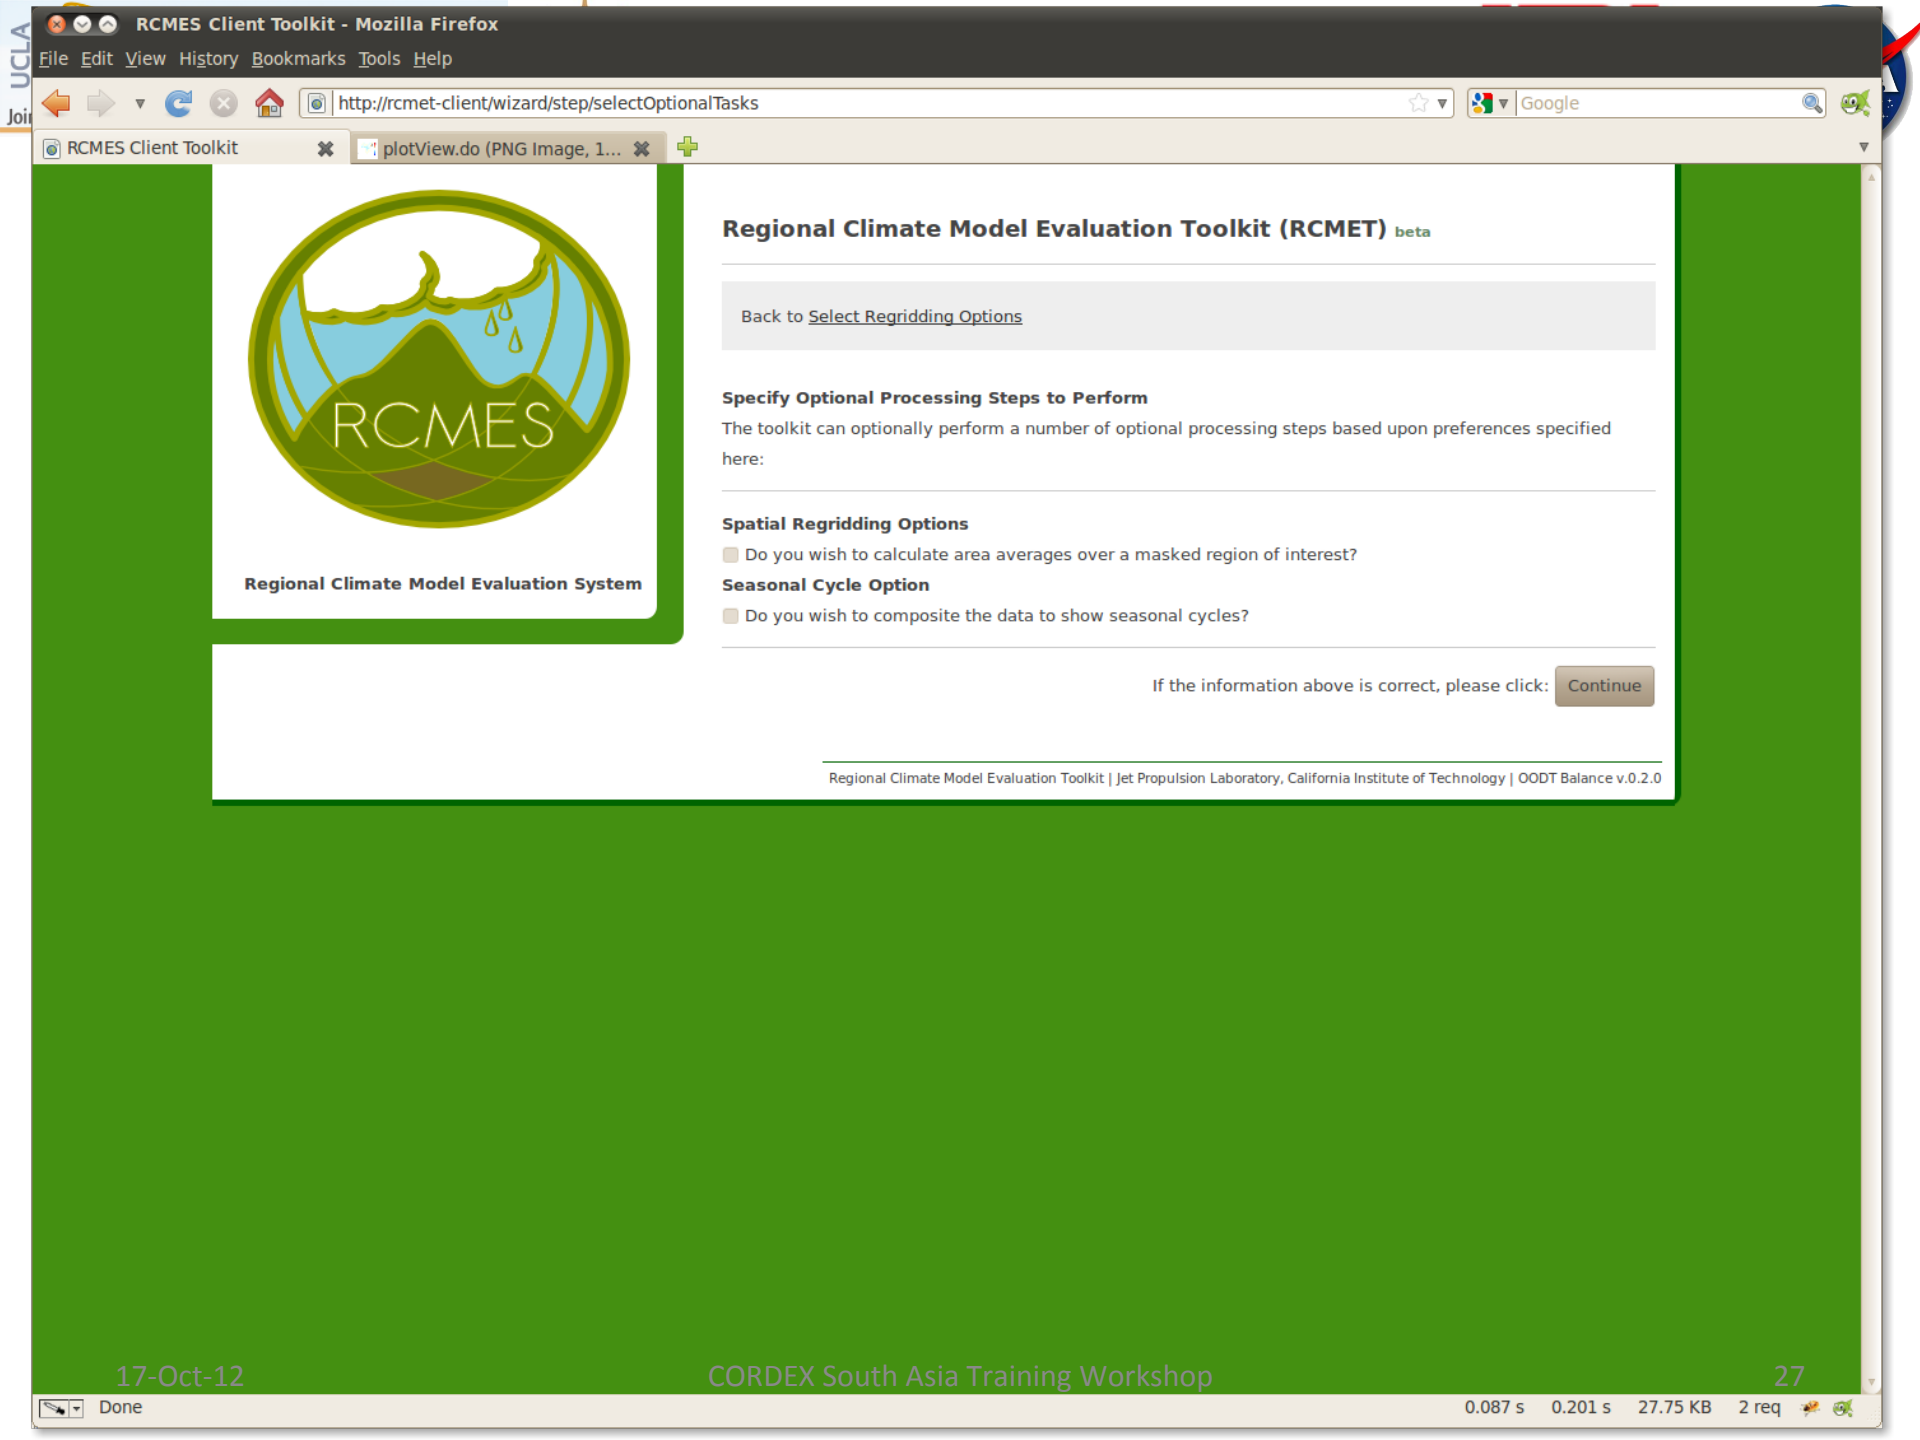 UCLA
Joi
RCMES Client Toolkit - Mozilla Firefox
File Edit View History Bookmarks Tools Help
http://rcmet-client/wizard/step/selectOptionalTasks
Google
RCMES Client Toolkit
plotView.do (PNG Image, 1...
RCMES
Regional Climate Model Evaluation System
Regional Climate Model Evaluation Toolkit (RCMET) beta
Back to Select Regridding Options
Specify Optional Processing Steps to Perform
The toolkit can optionally perform a number of optional processing steps based upon preferences specified
here:
Spatial Regridding Options
Do you wish to calculate area averages over a masked region of interest?
Seasonal Cycle Option
Do you wish to composite the data to show seasonal cycles?
If the information above is correct, please click: Continue
Regional Climate Model Evaluation Toolkit | Jet Propulsion Laboratory, California Institute of Technology | OODT Balance v.0.2.0
17-Oct-12
CORDEX South Asia Training Workshop
27
Done
0.087 s 0.201 s 27.75 KB 2 req